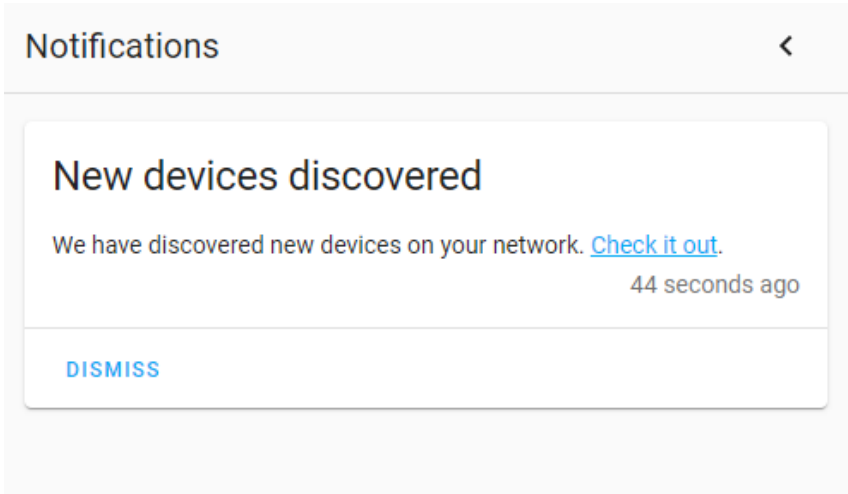 Notifications
New devices discovered
We have discovered new devices on your network. Check it out.
44 seconds ago
DISMISS